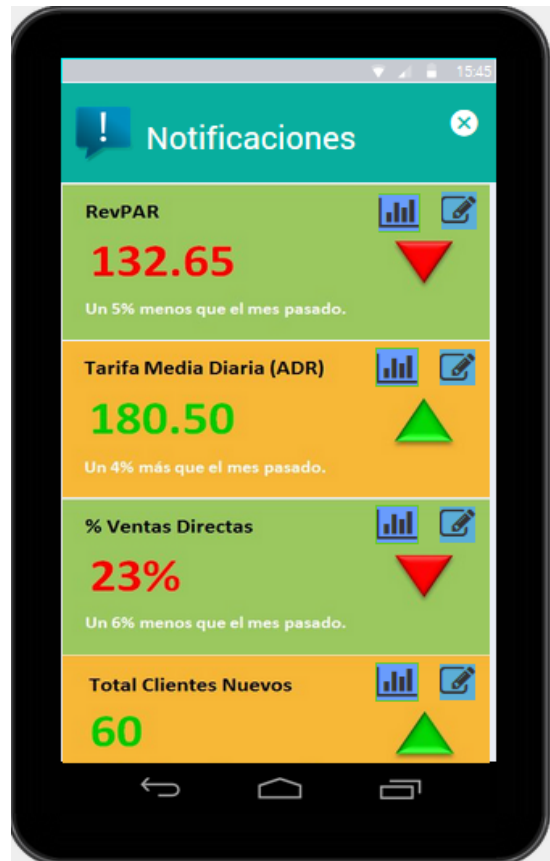 15:45
!
Notificaciones
RevPAR
132.65
Un 5% menos que el mes pasado.
Tarifa Media Diaria (ADR)
180.50
Un 4% más que el mes pasado.
% Ventas Directas
23%
Un 6% menos que el mes pasado.
Total Clientes Nuevos
60